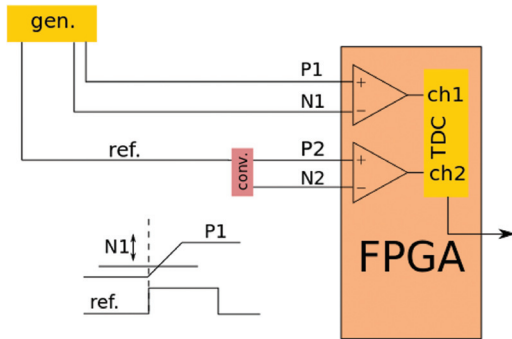 gen.
P1
N1
ch1
TDC
ref.
conv.
P2
N2
ch2
N1
P1
ref.
FPGA